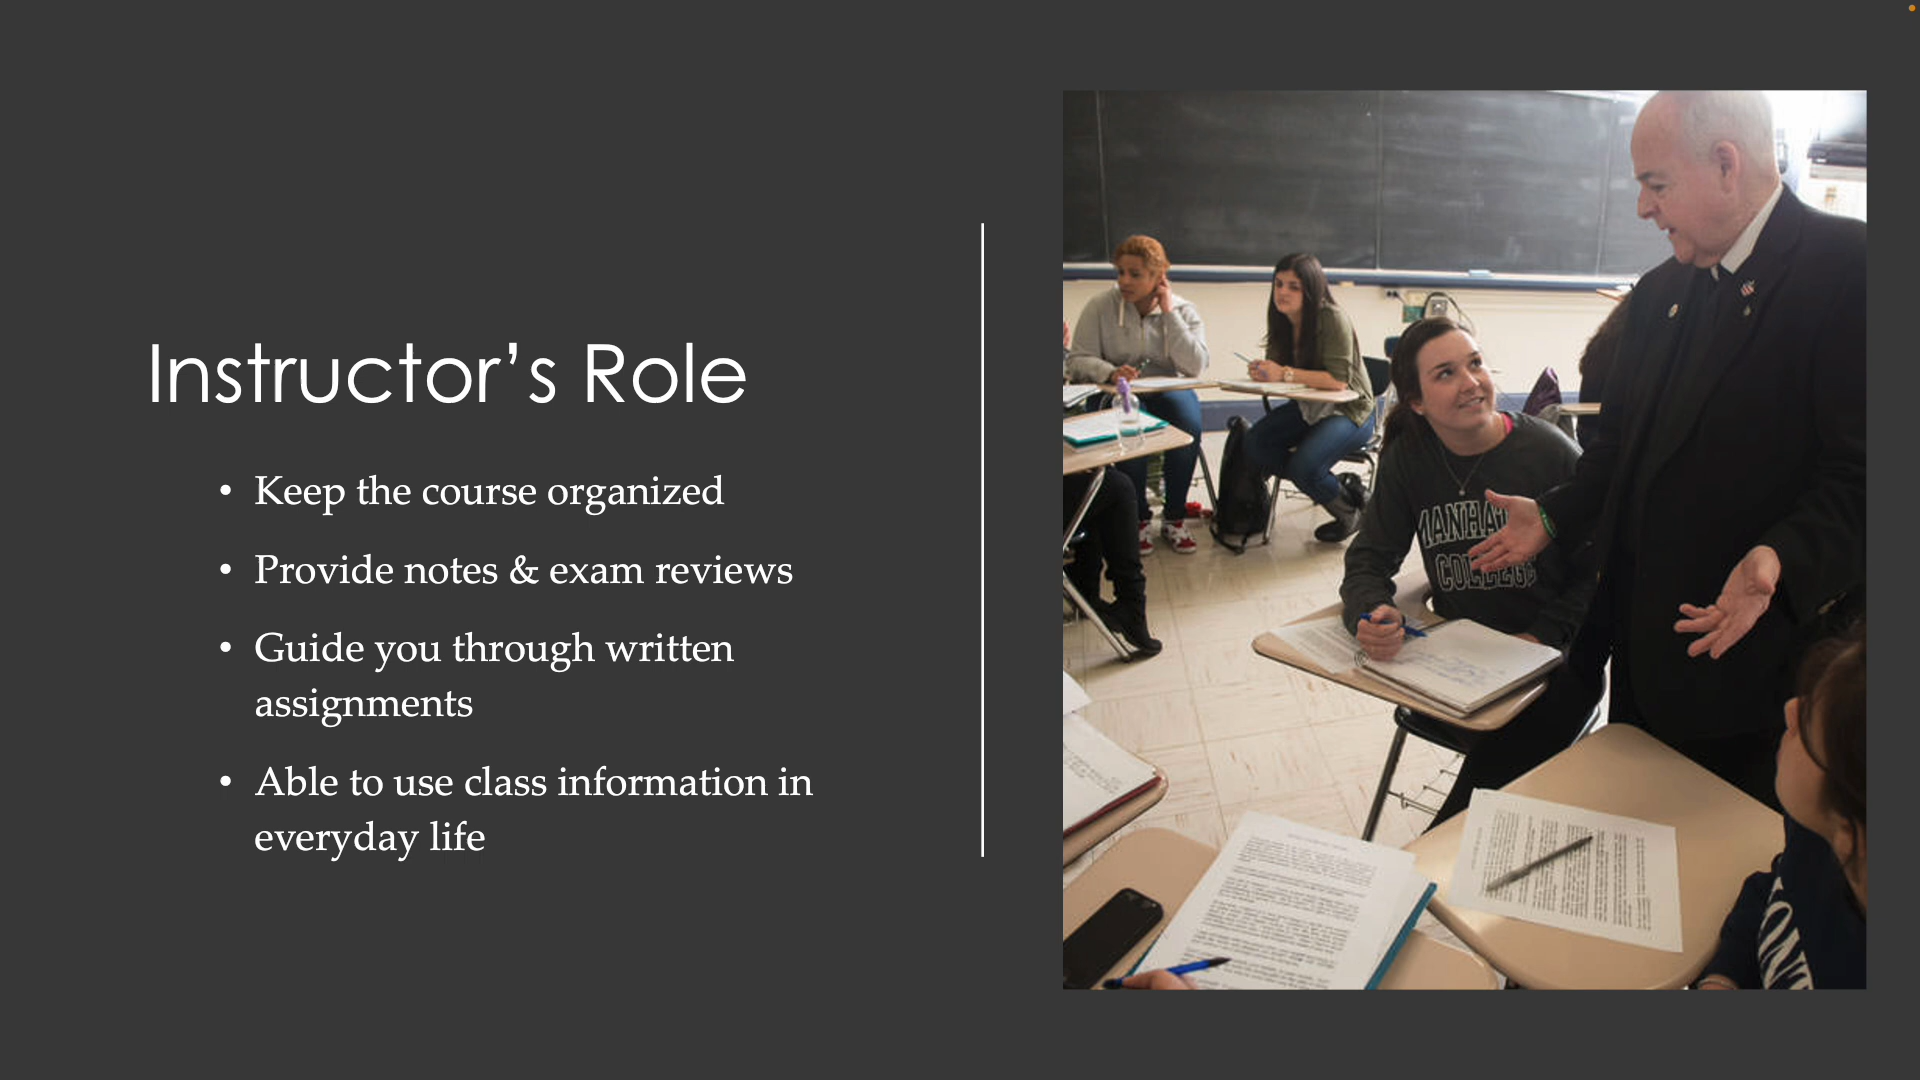 Instructor’s Role
• Keep the course organized
• Provide notes & exam reviews
• Guide you through written
assignments
• Able to use class information in
everyday life
COLLEGE